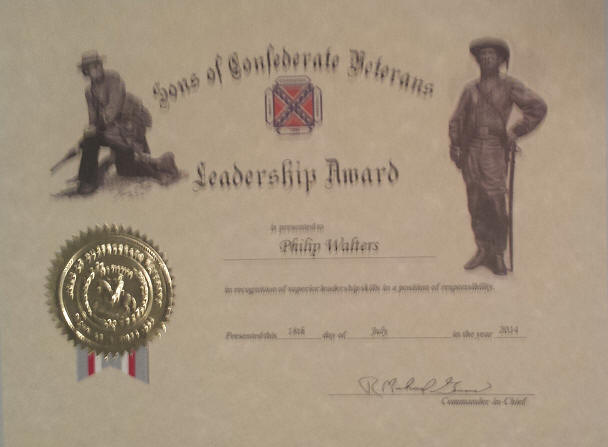 Sons of Confederate Veterans
Leadership Award
is presented to
Philip Walters
in recognition of superior leadership skills in a position of responsibility.
Presented this 18th day of July in the year 2014
Commander-in-Chief